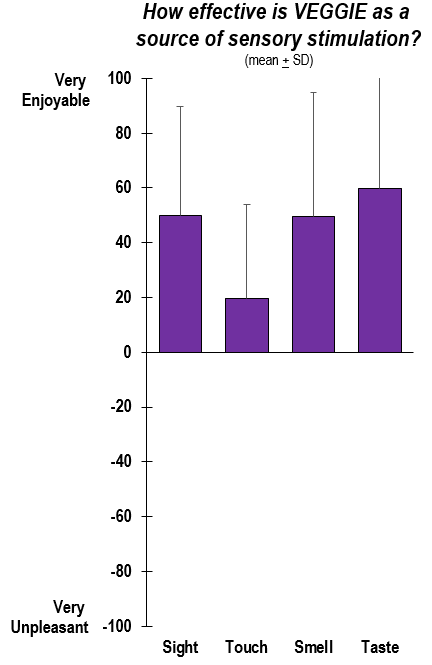 How effective is VEGGIE as a
source of sensory stimulation?
(mean ± SD)
Very
Enjoyable
100
80
60
40
20
0
-20
-40
-60
-80
-100
Very
Unpleasant
Sight Touch Smell Taste